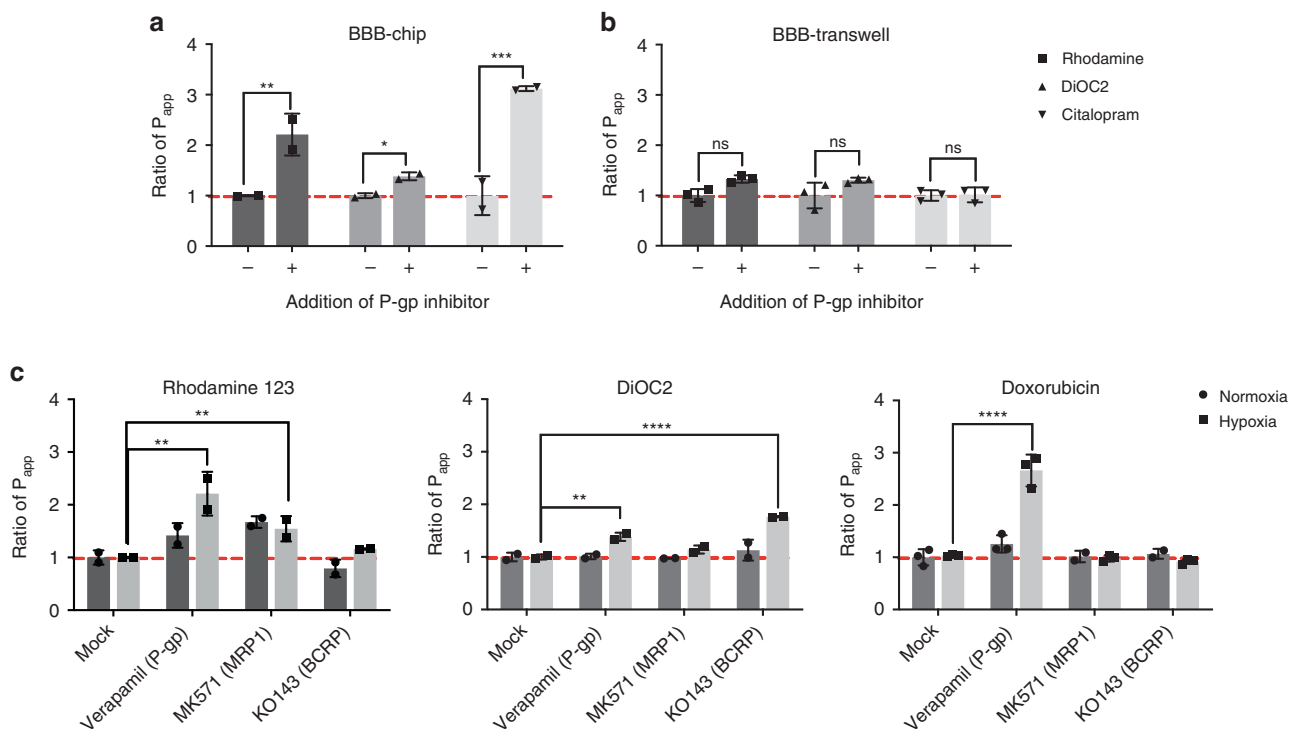 a
BBB-chip
4
3
2
1
0
Ratio of Papp
**
*
***
− + − + − +
Addition of P-gp inhibitor
b
BBB-transwell
4
3
2
1
0
Ratio of Papp
ns
ns
ns
− + − + − +
Addition of P-gp inhibitor
Rhodamine
DiOC2
Citalopram
c
Rhodamine 123
4
3
2
1
0
Ratio of Papp
**
**
Mock
Verapamil (P-gp)
MK571 (MRP1)
KO143 (BCRP)
DiOC2
4
3
2
1
0
Ratio of Papp
****
**
Mock
Verapamil (P-gp)
MK571 (MRP1)
KO143 (BCRP)
Doxorubicin
4
3
2
1
0
Ratio of Papp
****
Mock
Verapamil (P-gp)
MK571 (MRP1)
KO143 (BCRP)
Normoxia
Hypoxia